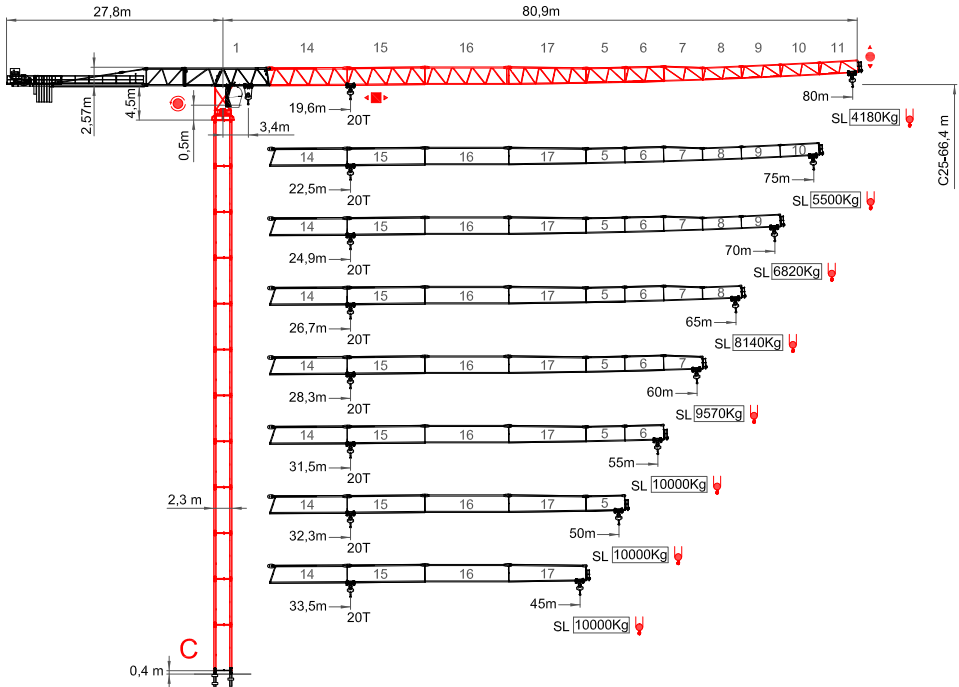 27,8m 80,9m
1 14 15 16 17 5 6 7 8 9 10 11
2,57m 4,5m 0,5m 3,4m 19,6m 20T 80m
SL 4180Kg
C25-66,4 m
14 15 16 17 5 6 7 8 9 10
22,5m 20T 75m
SL 5500Kg
14 15 16 17 5 6 7 8 9
24,9m 20T 70m
SL 6820Kg
14 15 16 17 5 6 7 8
26,7m 20T 65m
SL 8140Kg
14 15 16 17 5 6 7
28,3m 20T 60m
SL 9570Kg
14 15 16 17 5 6
31,5m 20T 55m
SL 10000Kg
2,3 m
14 15 16 17 5
32,3m 20T 50m
SL 10000Kg
14 15 16 17
33,5m 20T 45m
SL 10000Kg
C
0,4 m